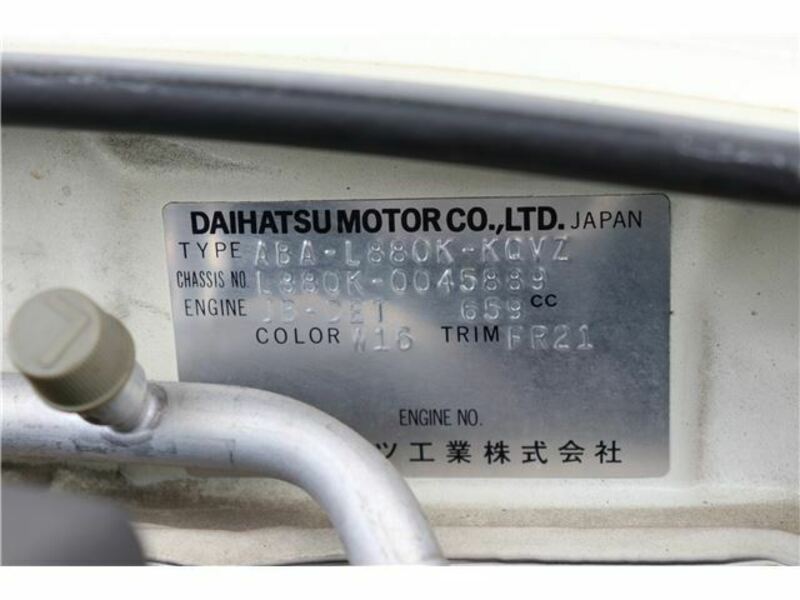 DAIHATSU MOTOR CO.,LTD. JAPAN
TYPE ABA-L880K-KQVZ
CHASSIS NO. L880K-0045889
ENGINE JB-DET 659 CC
COLOR W16 TRIM FR21
ENGINE NO.
ツ工業株式会社